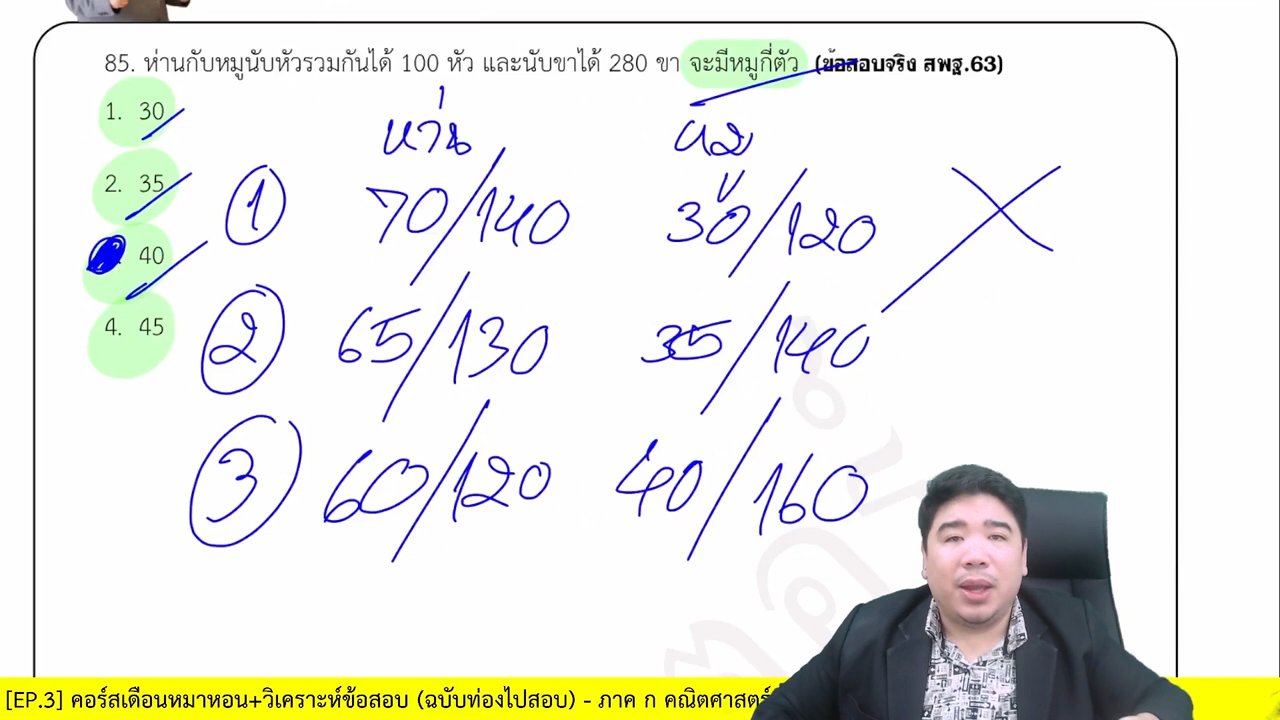 85. ห่านกับหมูนับหัวรวมกันได้ 100 หัว และนับขาได้ 280 ขา จะมีหมูกี่ตัว (ข้อสอบจริง สพฐ.63)
1. 30
2. 35
40
4. 45
ห่าน
1 70/140 30/120
2 65/130 35/140
3 60/120 40/160
[EP.3] คอร์สเดือนหมาหอน+วิเคราะห์ข้อสอบ (ฉบับท่องไปสอบ) - ภาค ก คณิตศาสตร์